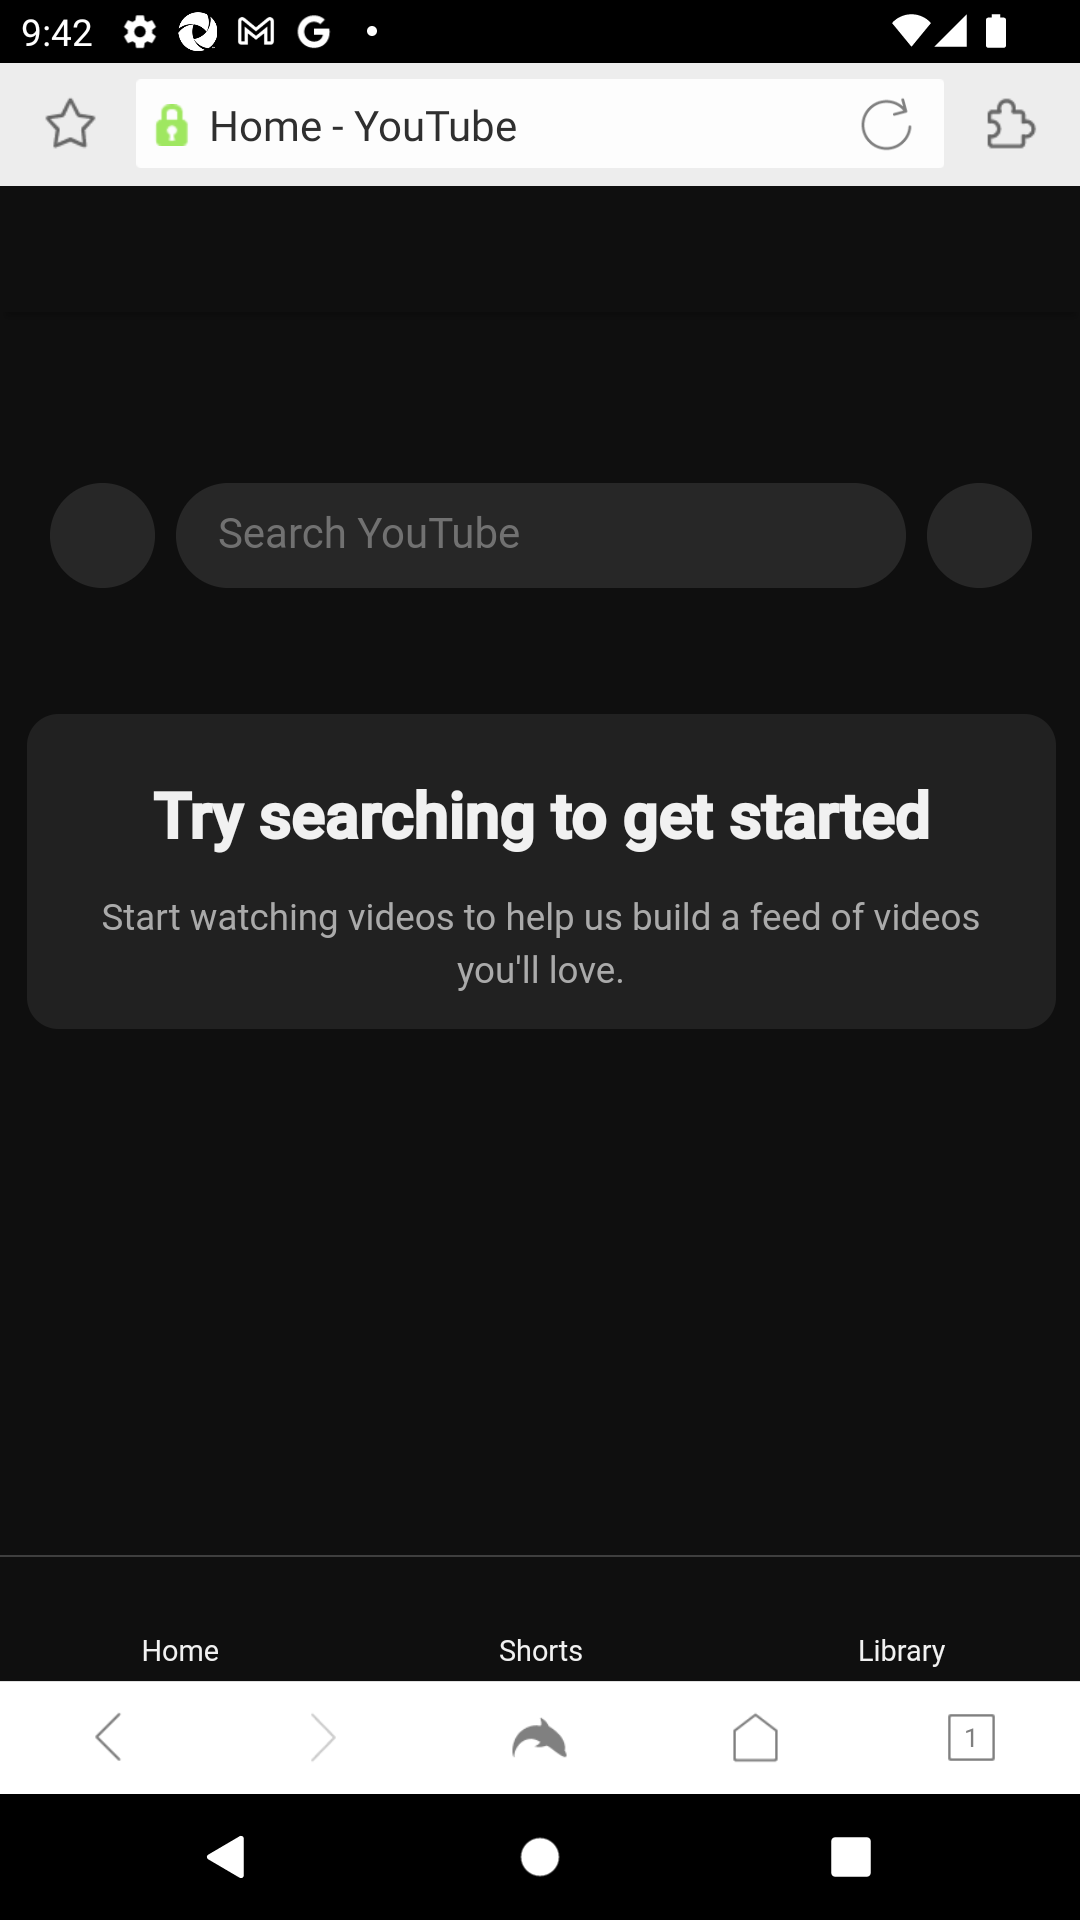 9:42
Home - YouTube
Search YouTube
Try searching to get started
Start watching videos to help us build a feed of videos
you'll love.
Home Shorts Library
1